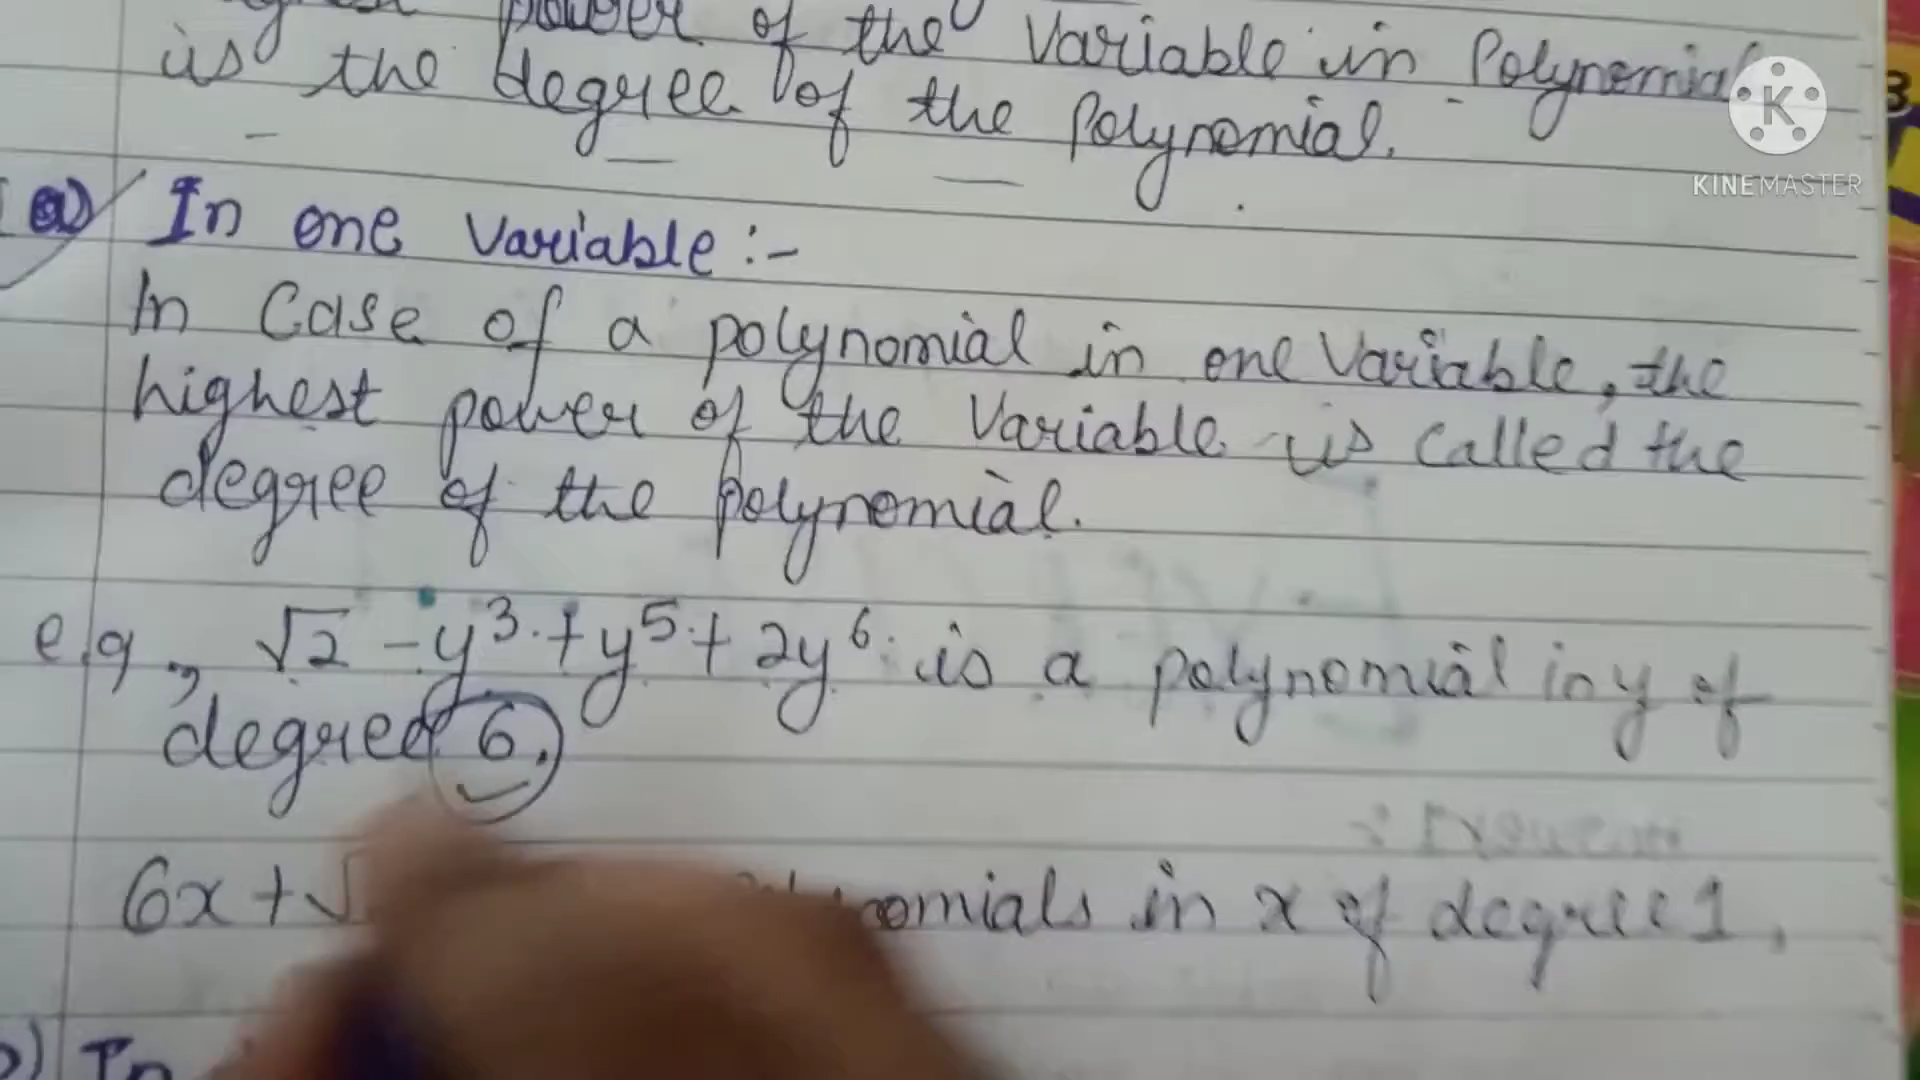 power of the Variable in Polynomial
is the degree of the Polynomial.
a) In one Variable :-
In Case of a polynomial in one Variable, the
highest power of the Variable is called the
degree of the polynomial.
e.g, √2 - y³ + y⁵ + 2y⁶ is a polynomial in y of
degree 6.
6x + √ in x of degree 1,
In
K
KINEMASTER
3